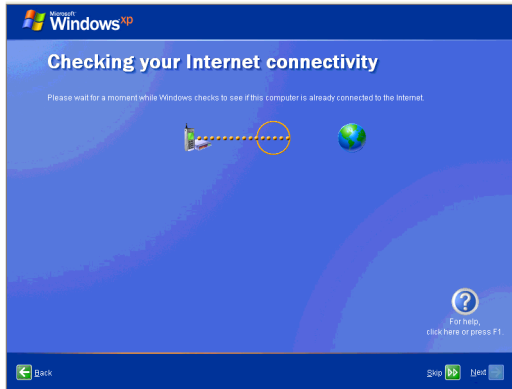 Microsoft
Windows xp
Checking your Internet connectivity
Please wait for a moment while Windows checks to see if this computer is already connected to the Internet.
?
For help,
click here or press F1.
Back
Skip
Next